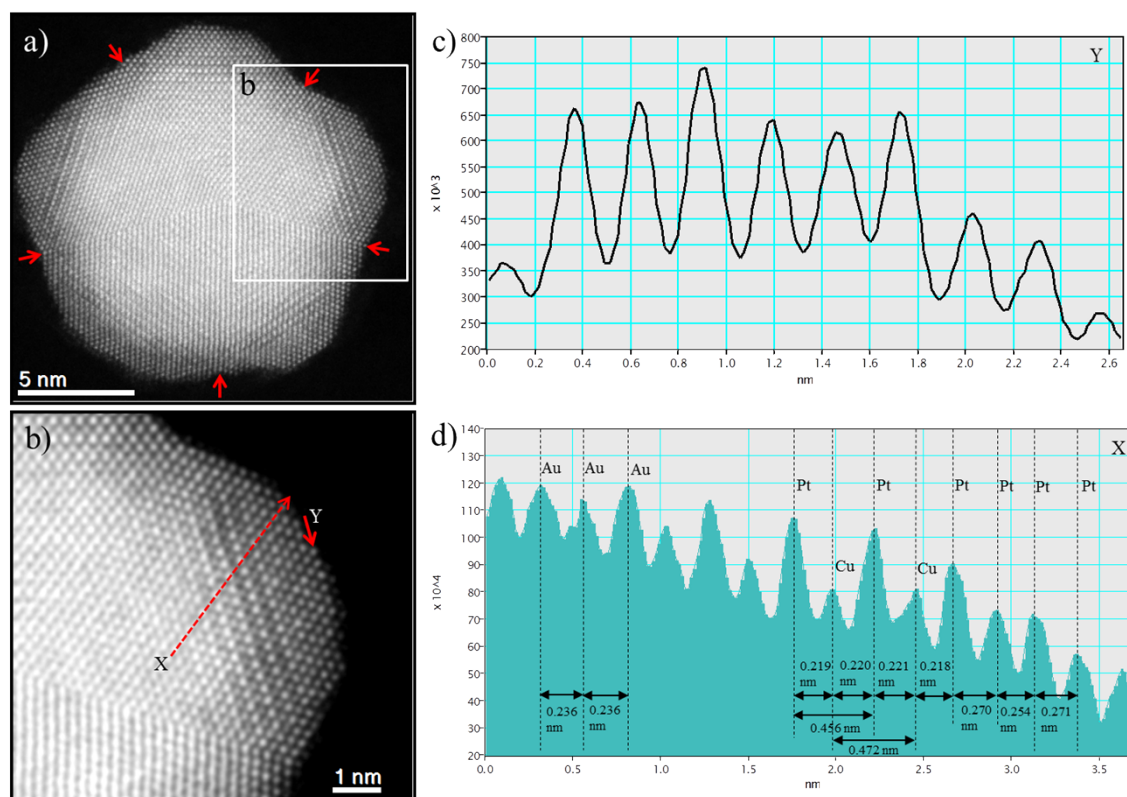 a)
b
5 nm
b)
X
Y
1 nm
c)
Y
800
750
700
650
600
550
500
450
400
350
300
250
200
x 10^3
0.0 0.2 0.4 0.6 0.8 1.0 1.2 1.4 1.6 1.8 2.0 2.2 2.4 2.6
nm
d)
X
140
130
120
110
100
90
80
70
60
50
40
30
20
x 10^4
Au Au Au
Pt Pt Pt Pt Pt Pt
Cu Cu
0.219 nm
0.220 nm
0.221 nm
0.218 nm
0.236 nm
0.236 nm
0.270 nm
0.254 nm
0.271 nm
0.456 nm
0.472 nm
0.0 0.5 1.0 1.5 2.0 2.5 3.0 3.5
nm